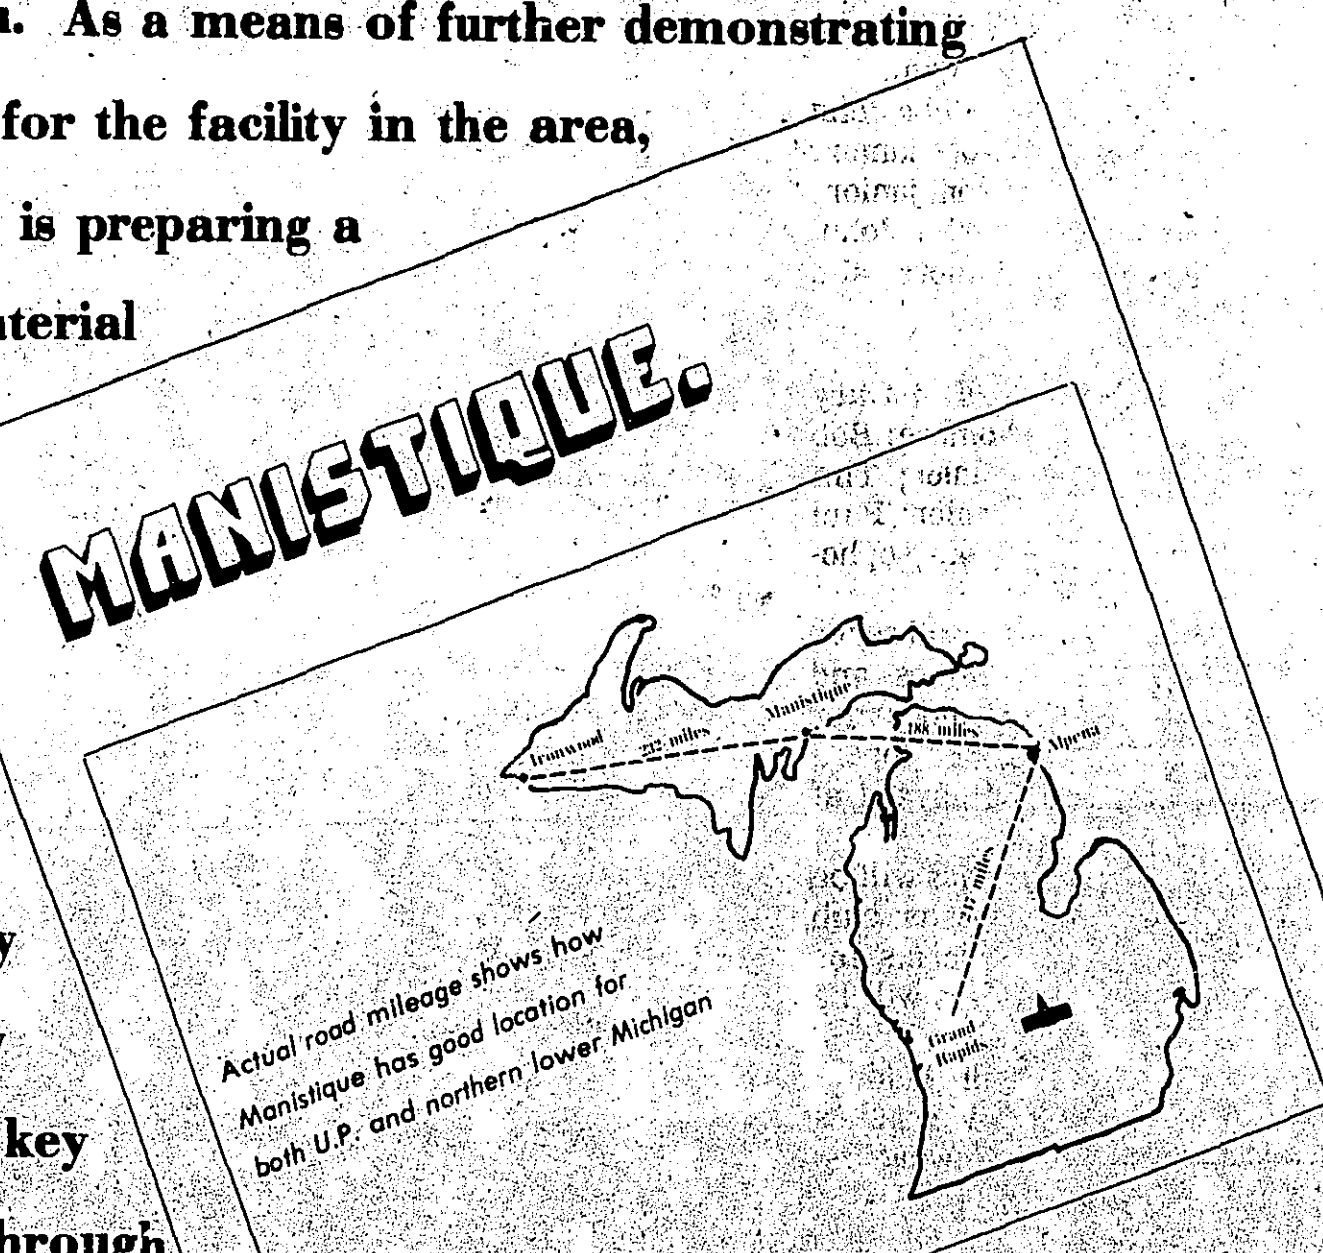 As a means of further demonstrating
for the facility in the area,
is preparing a
MANISTIQUE.
Manistique
Ironwood
212 miles
188 miles
Alpena
247 miles
Grand
Rapids
Actual road mileage shows how
Manistique has good location for
both U.P. and northern lower Michigan
key